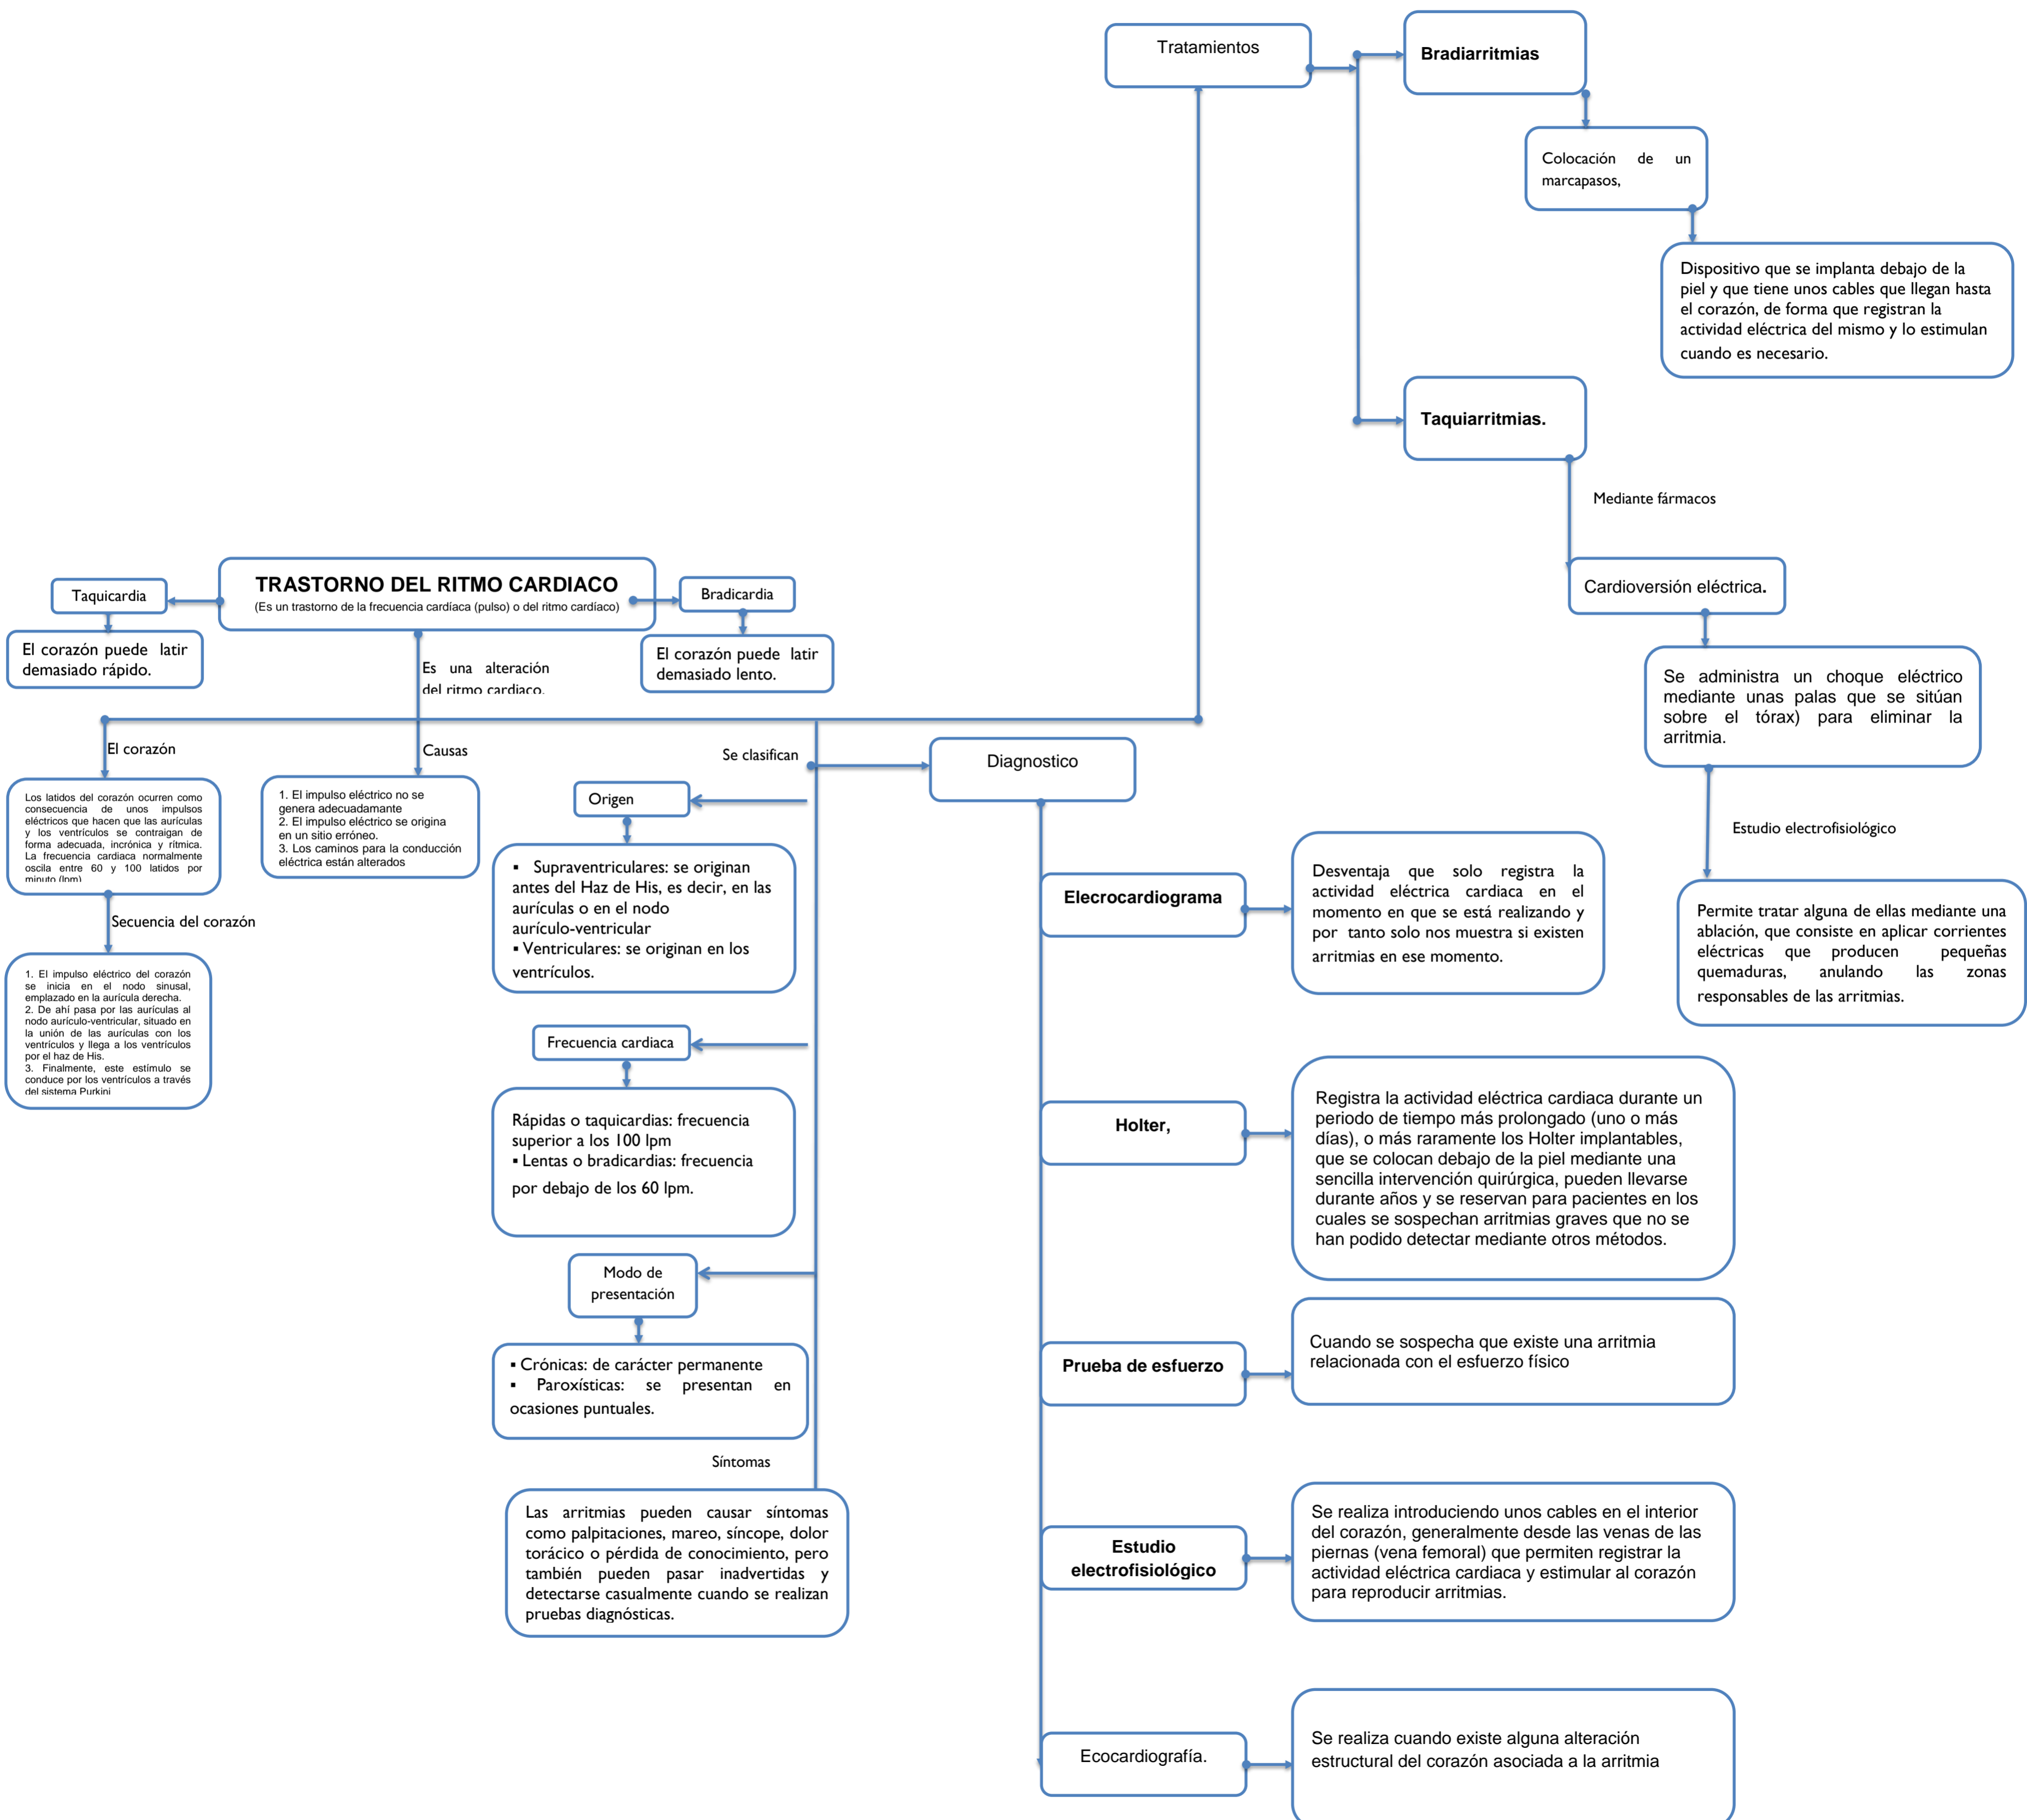 Tratamientos
Bradiarritmias
Colocación de un
marcapasos,
Dispositivo que se implanta debajo de la
piel y que tiene unos cables que llegan hasta
el corazón, de forma que registran la
actividad eléctrica del mismo y lo estimulan
cuando es necesario.
Taquiarritmias.
Mediante fármacos
Cardioversión eléctrica.
Se administra un choque eléctrico
mediante unas palas que se sitúan
sobre el tórax) para eliminar la
arritmia.
Estudio electrofisiológico
Permite tratar alguna de ellas mediante una
ablación, que consiste en aplicar corrientes
eléctricas que producen pequeñas
quemaduras, anulando las zonas
responsables de las arritmias.
TRASTORNO DEL RITMO CARDIACO
(Es un trastorno de la frecuencia cardíaca (pulso) o del ritmo cardíaco)
Taquicardia
El corazón puede latir
demasiado rápido.
Bradicardia
El corazón puede latir
demasiado lento.
Es una alteración
del ritmo cardiaco.
El corazón
Los latidos del corazón ocurren como
consecuencia de unos impulsos
eléctricos que hacen que las aurículas
y los ventrículos se contraigan de
forma adecuada, incrónica y rítmica.
La frecuencia cardiaca normalmente
oscila entre 60 y 100 latidos por
minuto (lpm)
Secuencia del corazón
1. El impulso eléctrico del corazón
se inicia en el nodo sinusal,
emplazado en la aurícula derecha.
2. De ahí pasa por las aurículas al
nodo aurículo-ventricular, situado en
la unión de las aurículas con los
ventrículos y llega a los ventrículos
por el haz de His.
3. Finalmente, este estímulo se
conduce por los ventrículos a través
del sistema Purkini
Causas
1. El impulso eléctrico no se
genera adecuadamante
2. El impulso eléctrico se origina
en un sitio erróneo.
3. Los caminos para la conducción
eléctrica están alterados
Se clasifican
Origen
▪ Supraventriculares: se originan
antes del Haz de His, es decir, en las
aurículas o en el nodo
aurículo-ventricular
▪ Ventriculares: se originan en los
ventrículos.
Frecuencia cardiaca
Rápidas o taquicardias: frecuencia
superior a los 100 lpm
▪ Lentas o bradicardias: frecuencia
por debajo de los 60 lpm.
Modo de
presentación
▪ Crónicas: de carácter permanente
▪ Paroxísticas: se presentan en
ocasiones puntuales.
Síntomas
Las arritmias pueden causar síntomas
como palpitaciones, mareo, síncope, dolor
torácico o pérdida de conocimiento, pero
también pueden pasar inadvertidas y
detectarse casualmente cuando se realizan
pruebas diagnósticas.
Diagnostico
Elecrocardiograma
Desventaja que solo registra la
actividad eléctrica cardiaca en el
momento en que se está realizando y
por tanto solo nos muestra si existen
arritmias en ese momento.
Holter,
Registra la actividad eléctrica cardiaca durante un
periodo de tiempo más prolongado (uno o más
días), o más raramente los Holter implantables,
que se colocan debajo de la piel mediante una
sencilla intervención quirúrgica, pueden llevarse
durante años y se reservan para pacientes en los
cuales se sospechan arritmias graves que no se
han podido detectar mediante otros métodos.
Prueba de esfuerzo
Cuando se sospecha que existe una arritmia
relacionada con el esfuerzo físico
Estudio
electrofisiológico
Se realiza introduciendo unos cables en el interior
del corazón, generalmente desde las venas de las
piernas (vena femoral) que permiten registrar la
actividad eléctrica cardiaca y estimular al corazón
para reproducir arritmias.
Ecocardiografía.
Se realiza cuando existe alguna alteración
estructural del corazón asociada a la arritmia